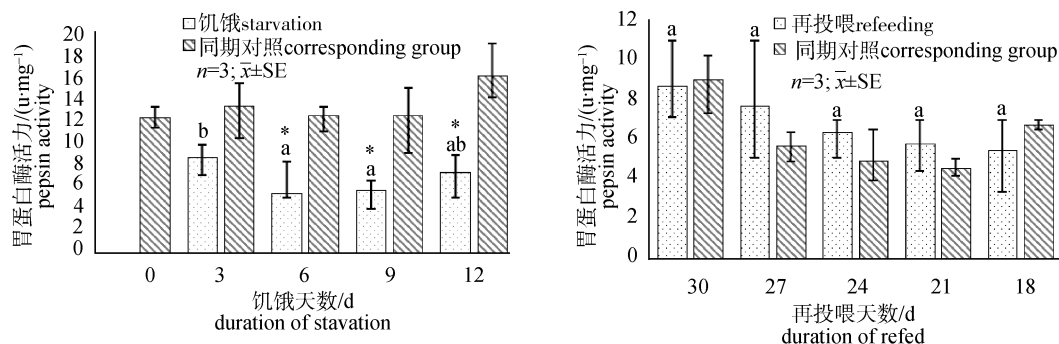 饥饿starvation
同期对照corresponding group
n=3; x̄±SE
胃蛋白酶活力/(u·mg⁻¹)
pepsin activity
20
18
16
14
12
10
8
6
4
2
0
b
*
a
*
a
*
ab
0 3 6 9 12
饥饿天数/d
duration of stavation
再投喂refeeding
同期对照corresponding group
n=3; x̄±SE
胃蛋白酶活力/(u·mg⁻¹)
pepsin activity
12
10
8
6
4
2
0
a
a
a
a
a
30 27 24 21 18
再投喂天数/d
duration of refed